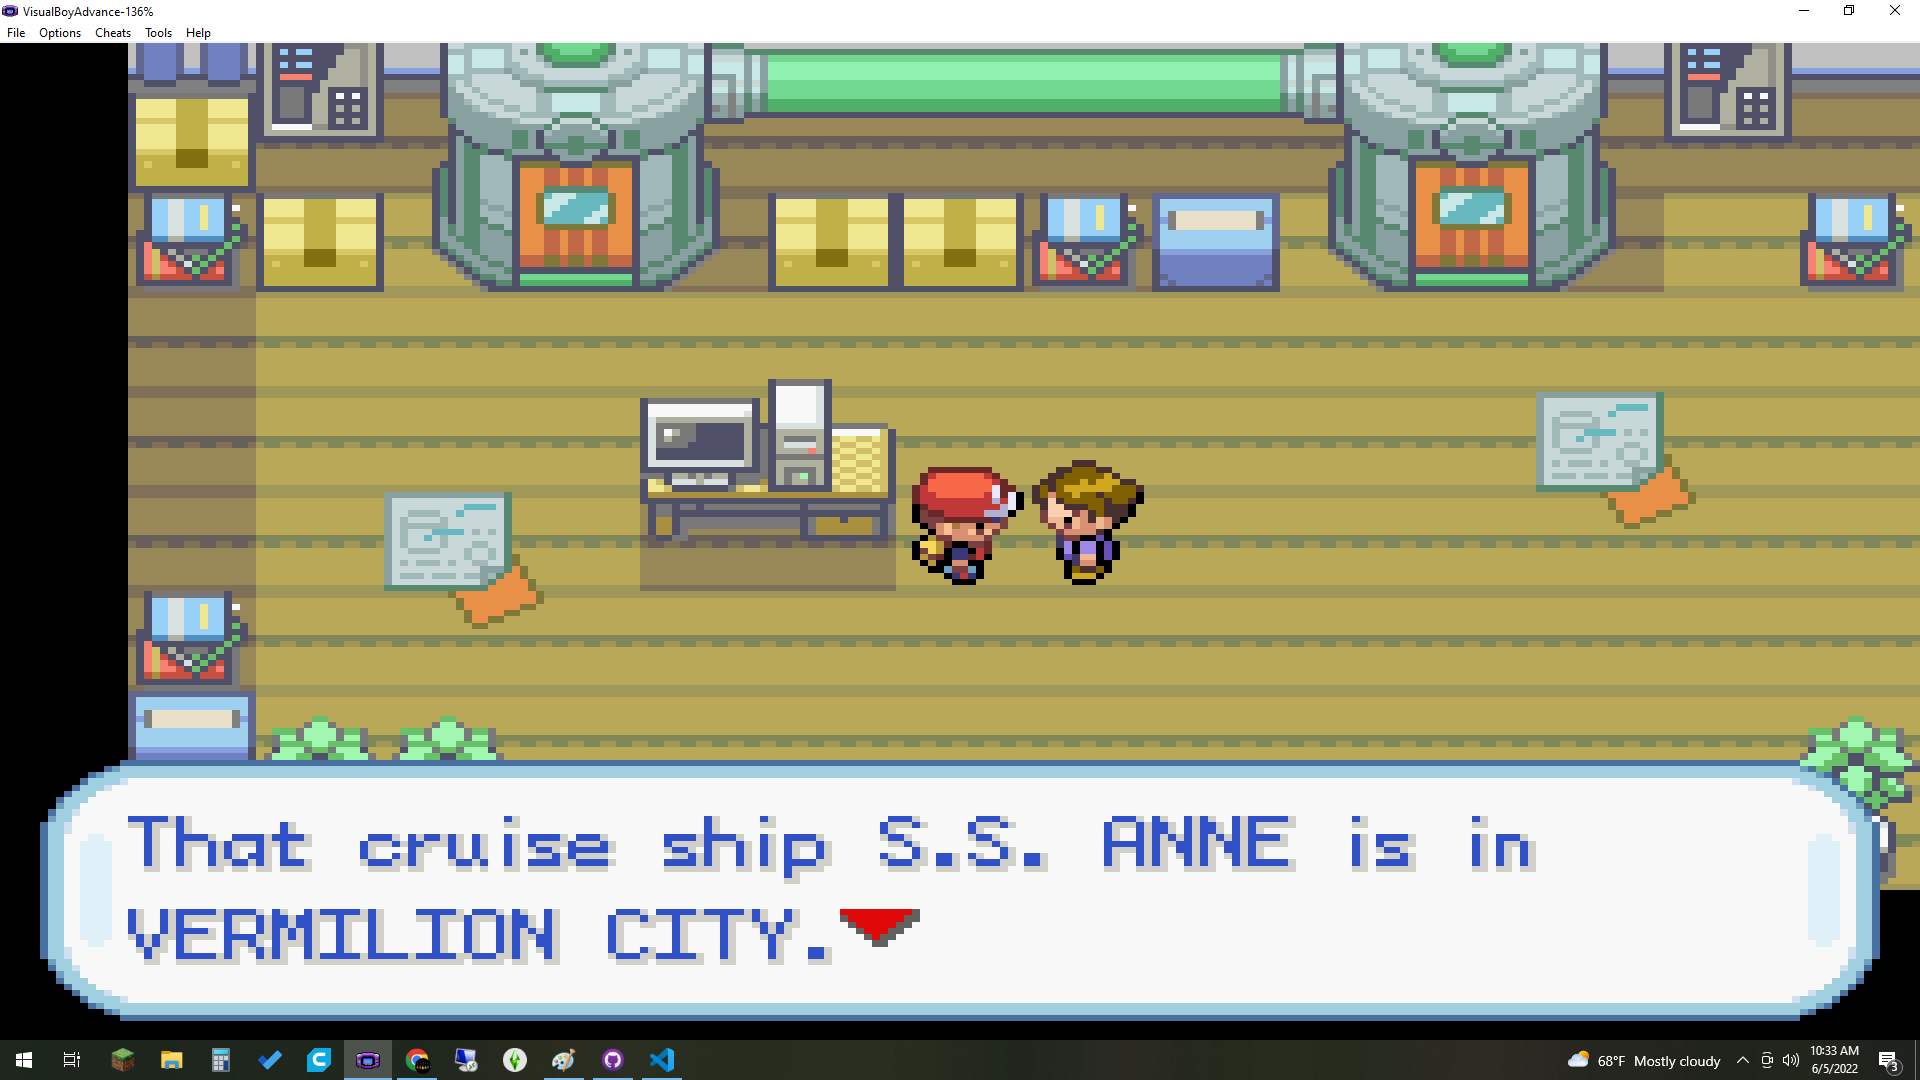 VisualBoyAdvance-136%
File Options Cheats Tools Help
That cruise ship S.S. ANNE is in
VERMILION CITY.
68°F Mostly cloudy
10:33 AM
6/5/2022
3